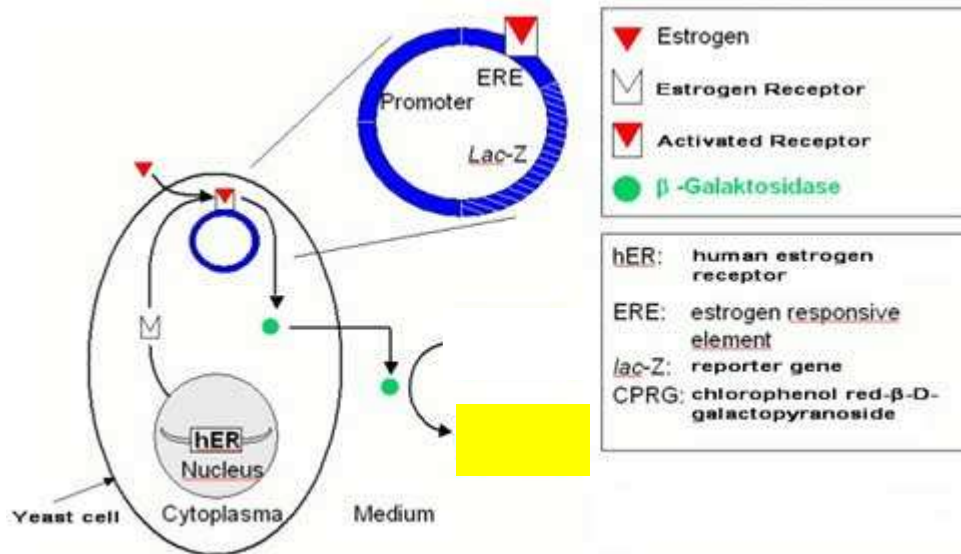 ERE
Promoter
Lac-Z
hER
Nucleus
Cytoplasma
Yeast cell
Medium
Estrogen
Estrogen Receptor
Activated Receptor
β -Galaktosidase
hER: human estrogen
receptor
ERE: estrogen responsive
element
lac-Z: reporter gene
CPRG: chlorophenol red-β-D-
galactopyranoside